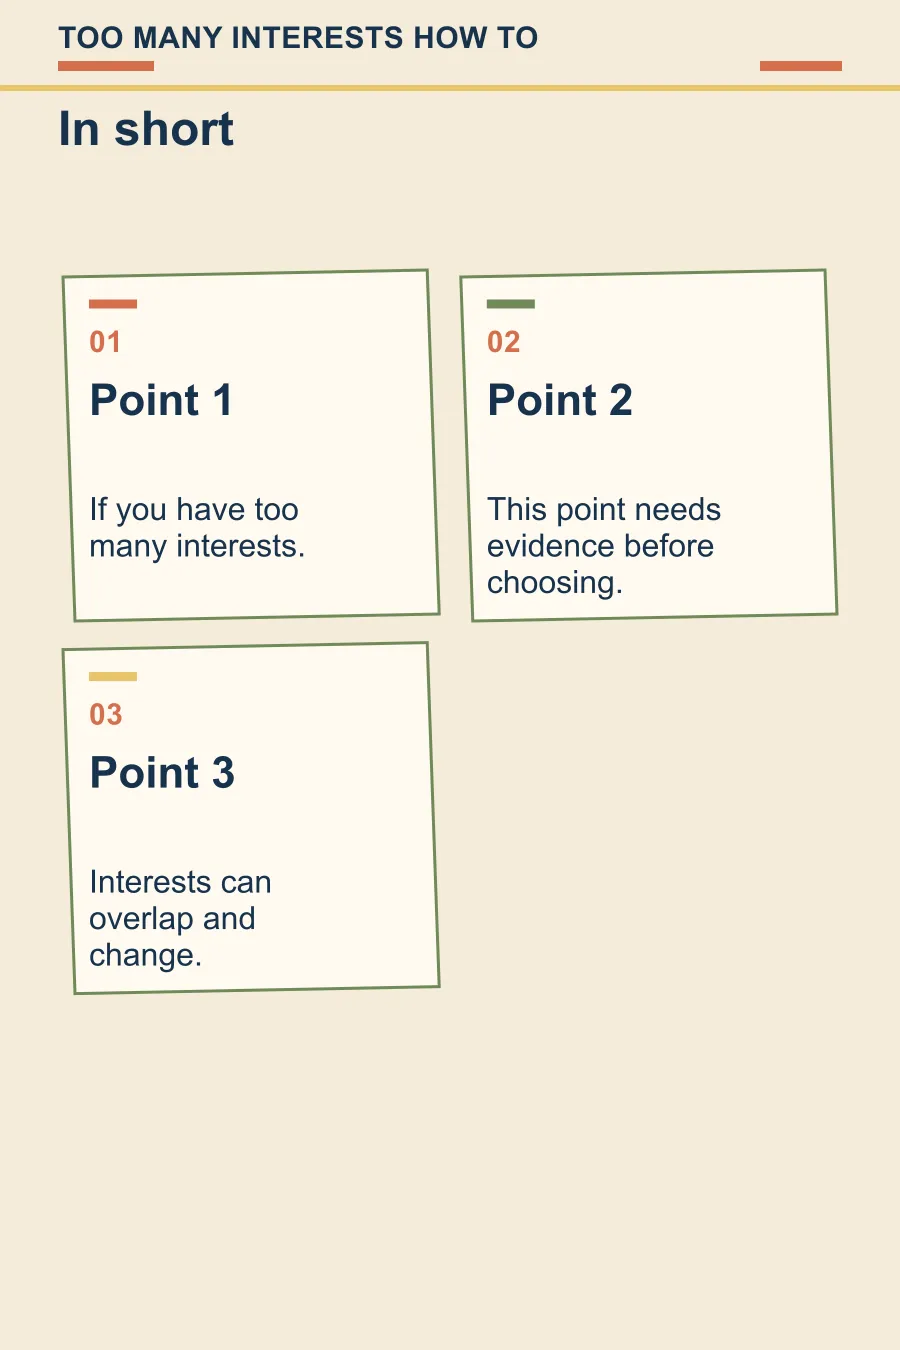 TOO MANY INTERESTS HOW TO
In short
01
Point 1
If you have too
many interests.
02
Point 2
This point needs
evidence before
choosing.
03
Point 3
Interests can
overlap and
change.